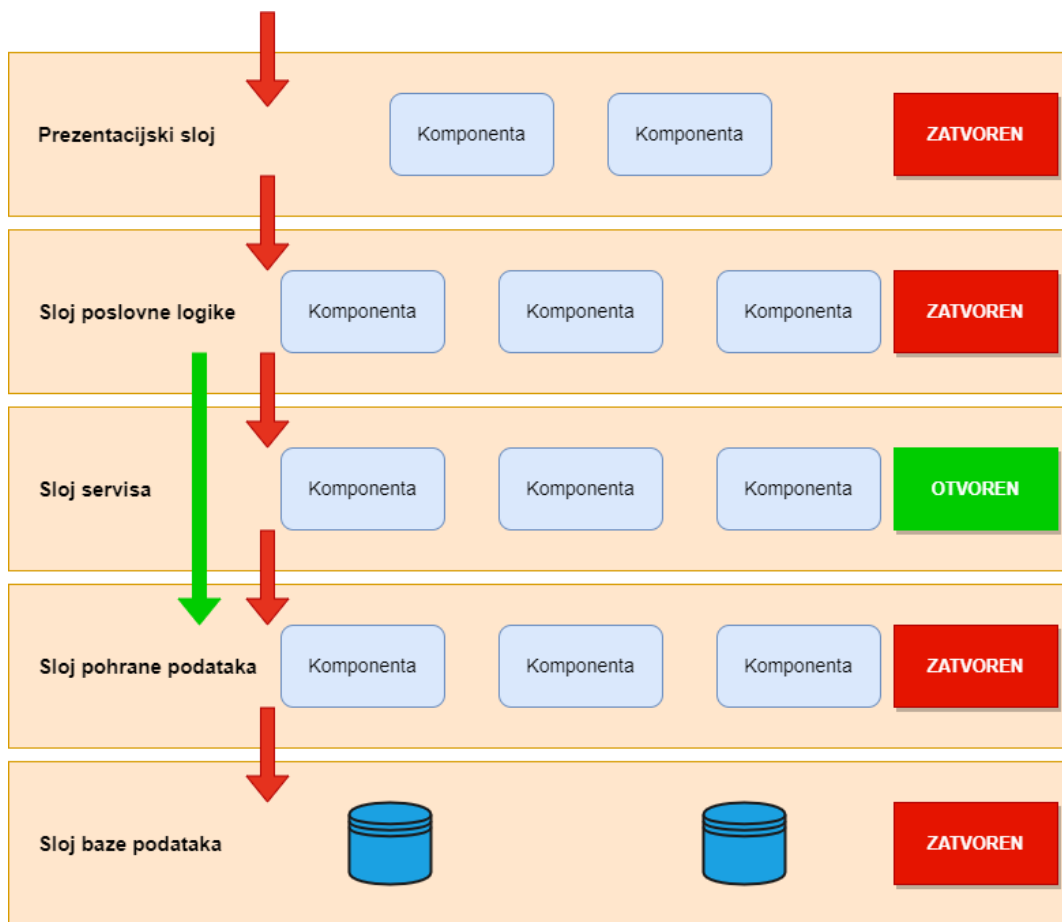 Prezentacijski sloj
Komponenta
Komponenta
ZATVOREN
Sloj poslovne logike
Komponenta
Komponenta
Komponenta
ZATVOREN
Sloj servisa
Komponenta
Komponenta
Komponenta
OTVOREN
Sloj pohrane podataka
Komponenta
Komponenta
Komponenta
ZATVOREN
Sloj baze podataka
ZATVOREN